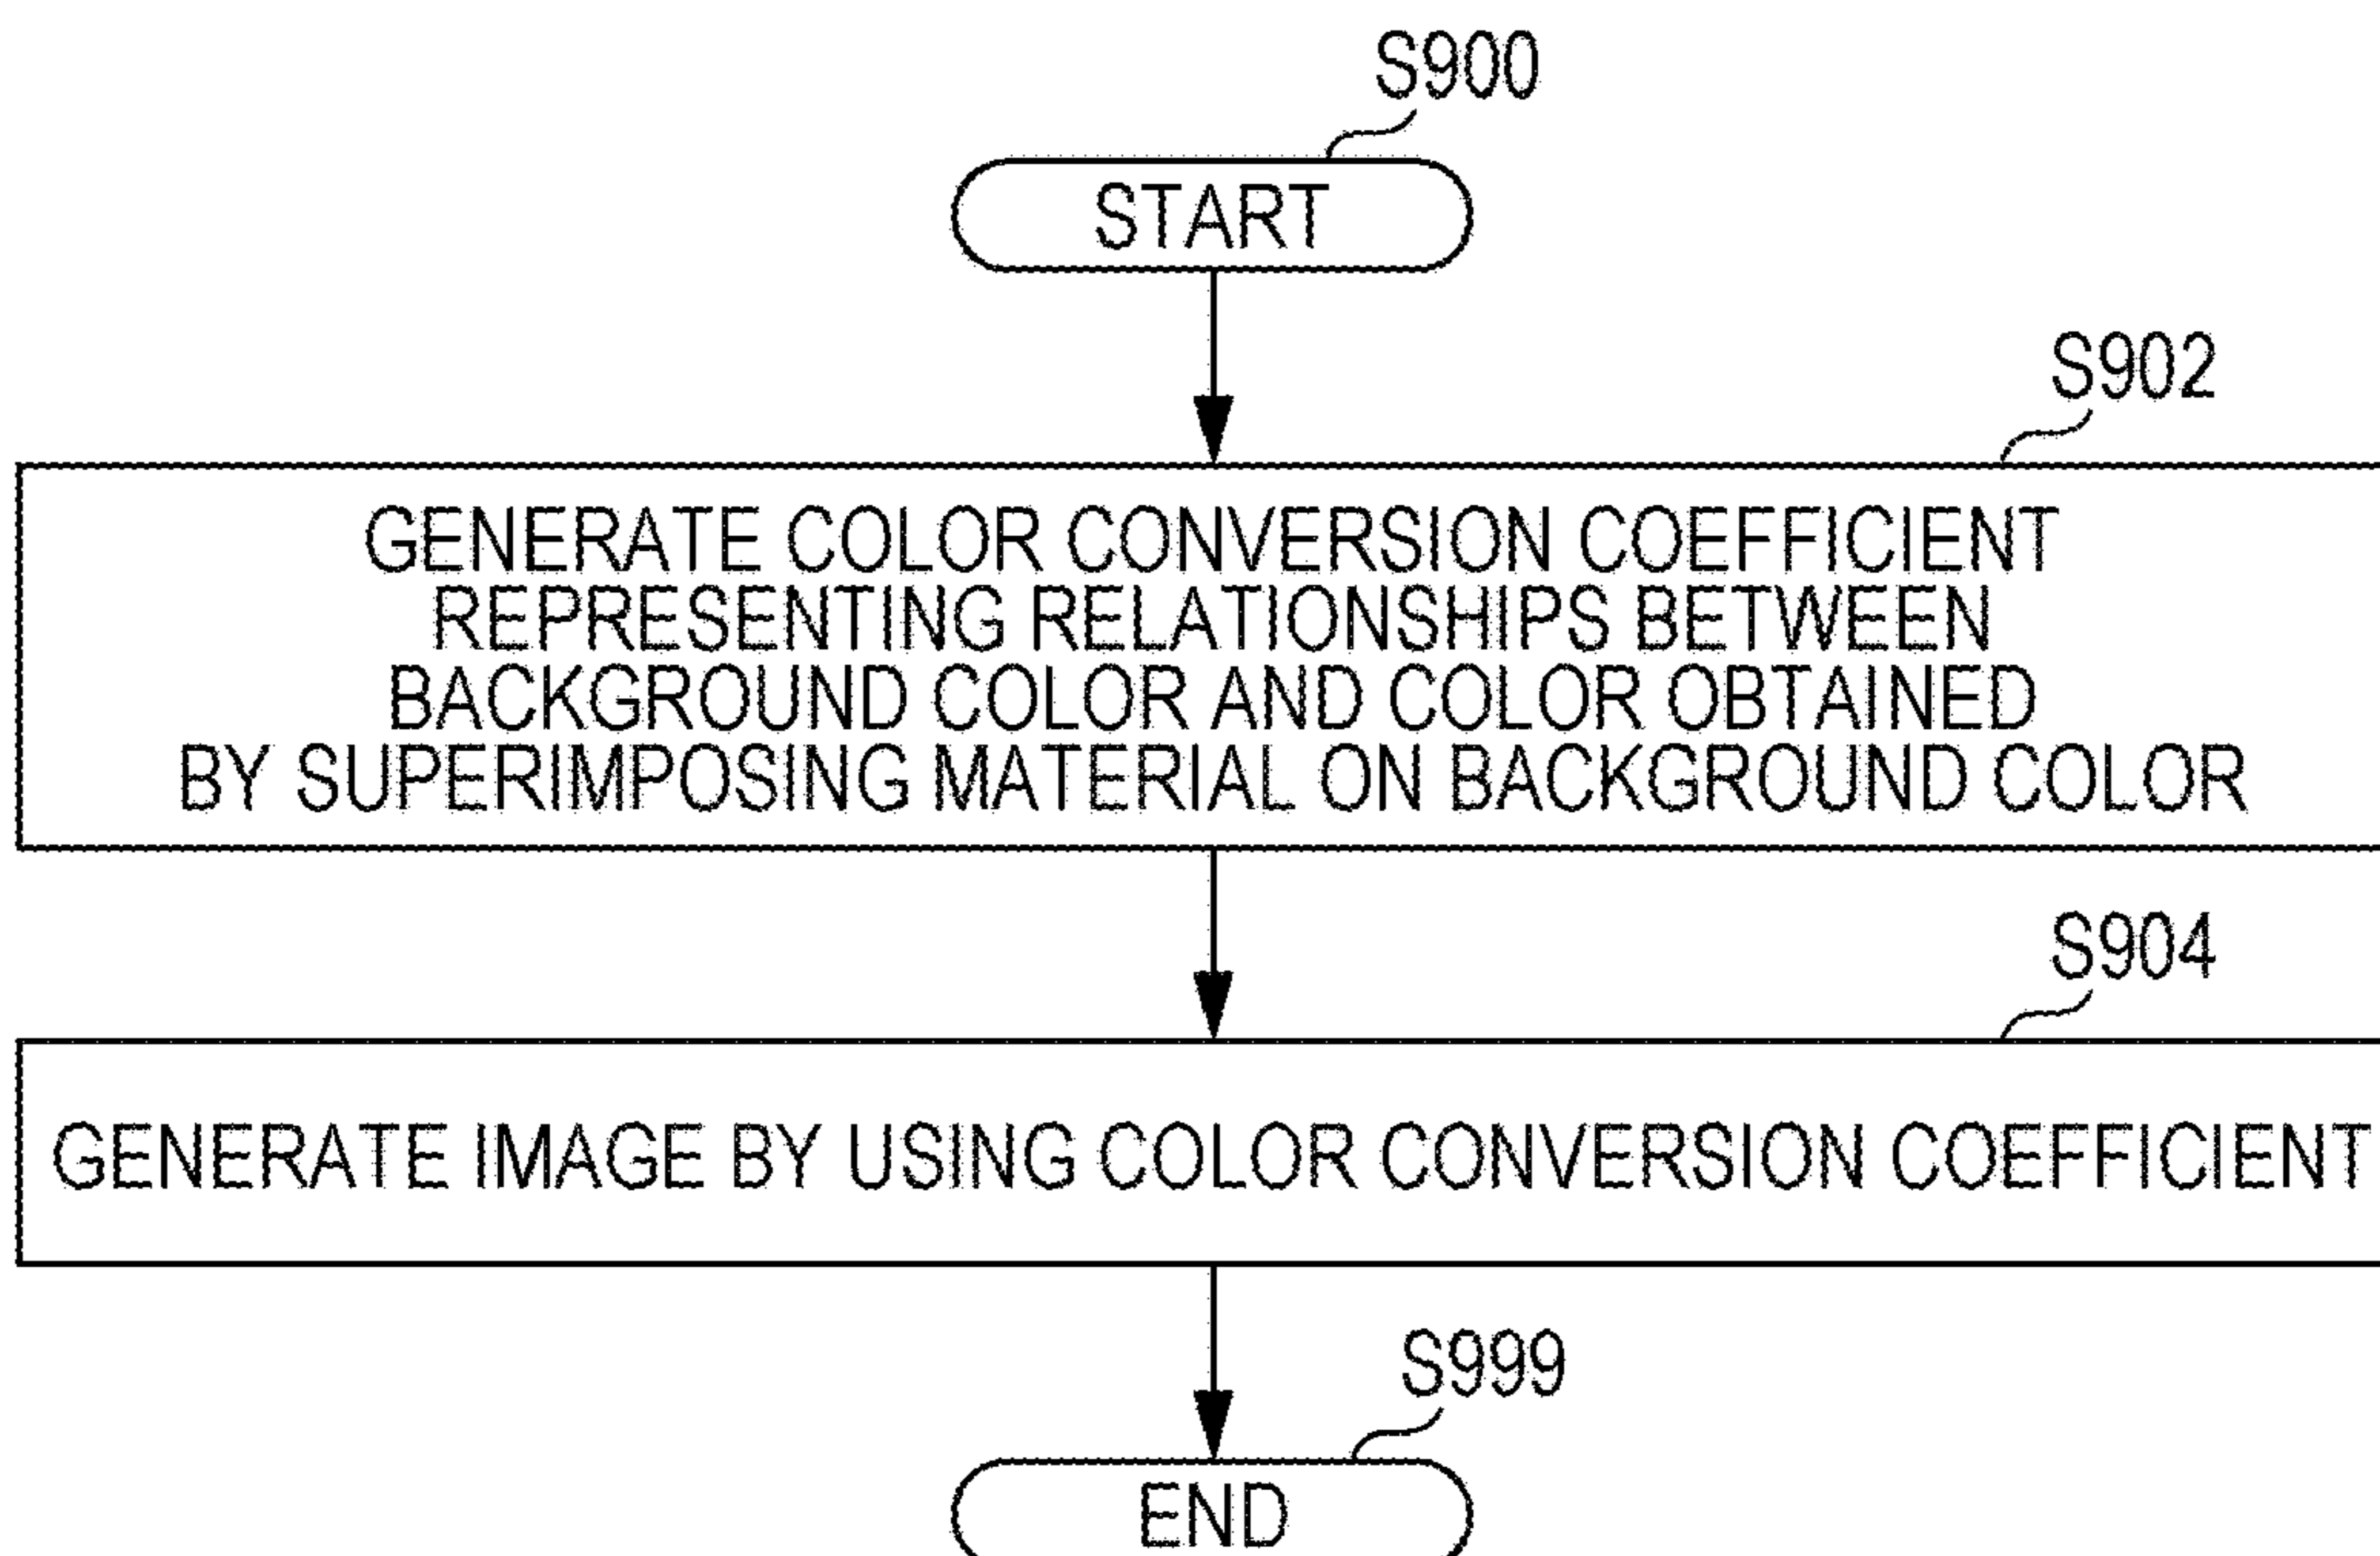 S900
START
S902
GENERATE COLOR CONVERSION COEFFICIENT
REPRESENTING RELATIONSHIPS BETWEEN
BACKGROUND COLOR AND COLOR OBTAINED
BY SUPERIMPOSING MATERIAL ON BACKGROUND COLOR
S904
GENERATE IMAGE BY USING COLOR CONVERSION COEFFICIENT
S999
END